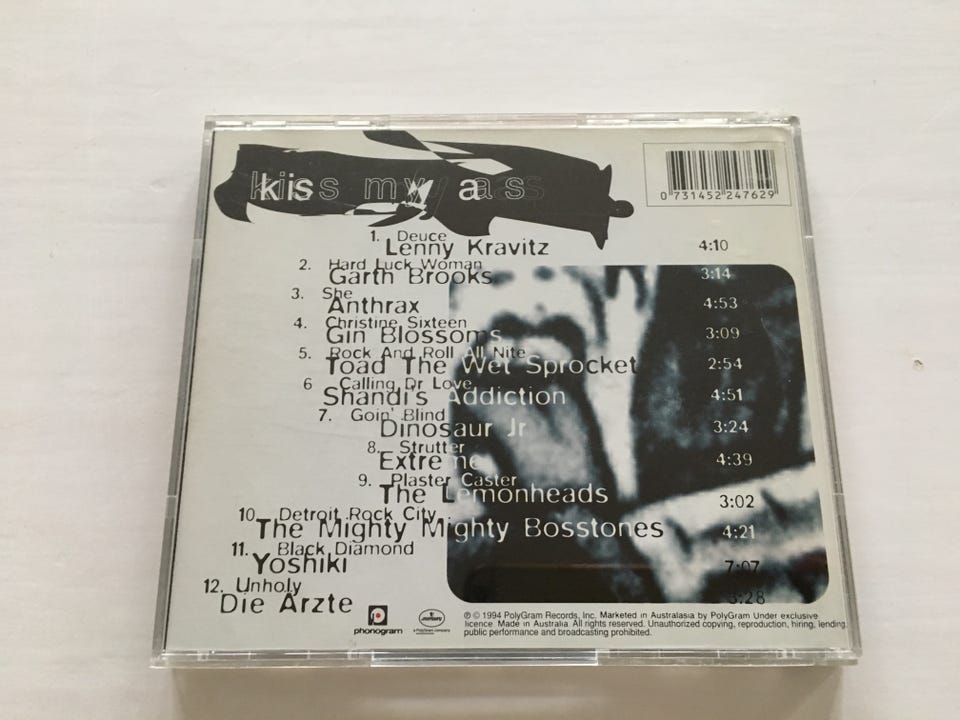 kiss my ass
0 731452 247629
1. Deuce
Lenny Kravitz 4:10
2. Hard Luck Woman
Garth Brooks 3:14
3. She
Anthrax 4:53
4. Christine Sixteen
Gin Blossoms 3:09
5. Rock And Roll All Nite
Toad The Wet Sprocket 2:54
6 Calling Dr Love
Shandi's Addiction 4:51
7. Goin' Blind
Dinosaur Jr 3:24
8. Strutter
Extreme 4:39
9. Plaster Caster
The Lemonheads 3:02
10. Detroit Rock City
The Mighty Mighty Bosstones 4:21
11. Black Diamond
Yoshiki 7:07
12. Unholy
Die Ärzte 3:28
phonogram
mercury
a PolyGram company
℗ © 1994 PolyGram Records, Inc. Marketed in Australasia by PolyGram Under exclusive
licence. Made in Australia. All rights reserved. Unauthorized copying, reproduction, hiring, lending,
public performance and broadcasting prohibited.